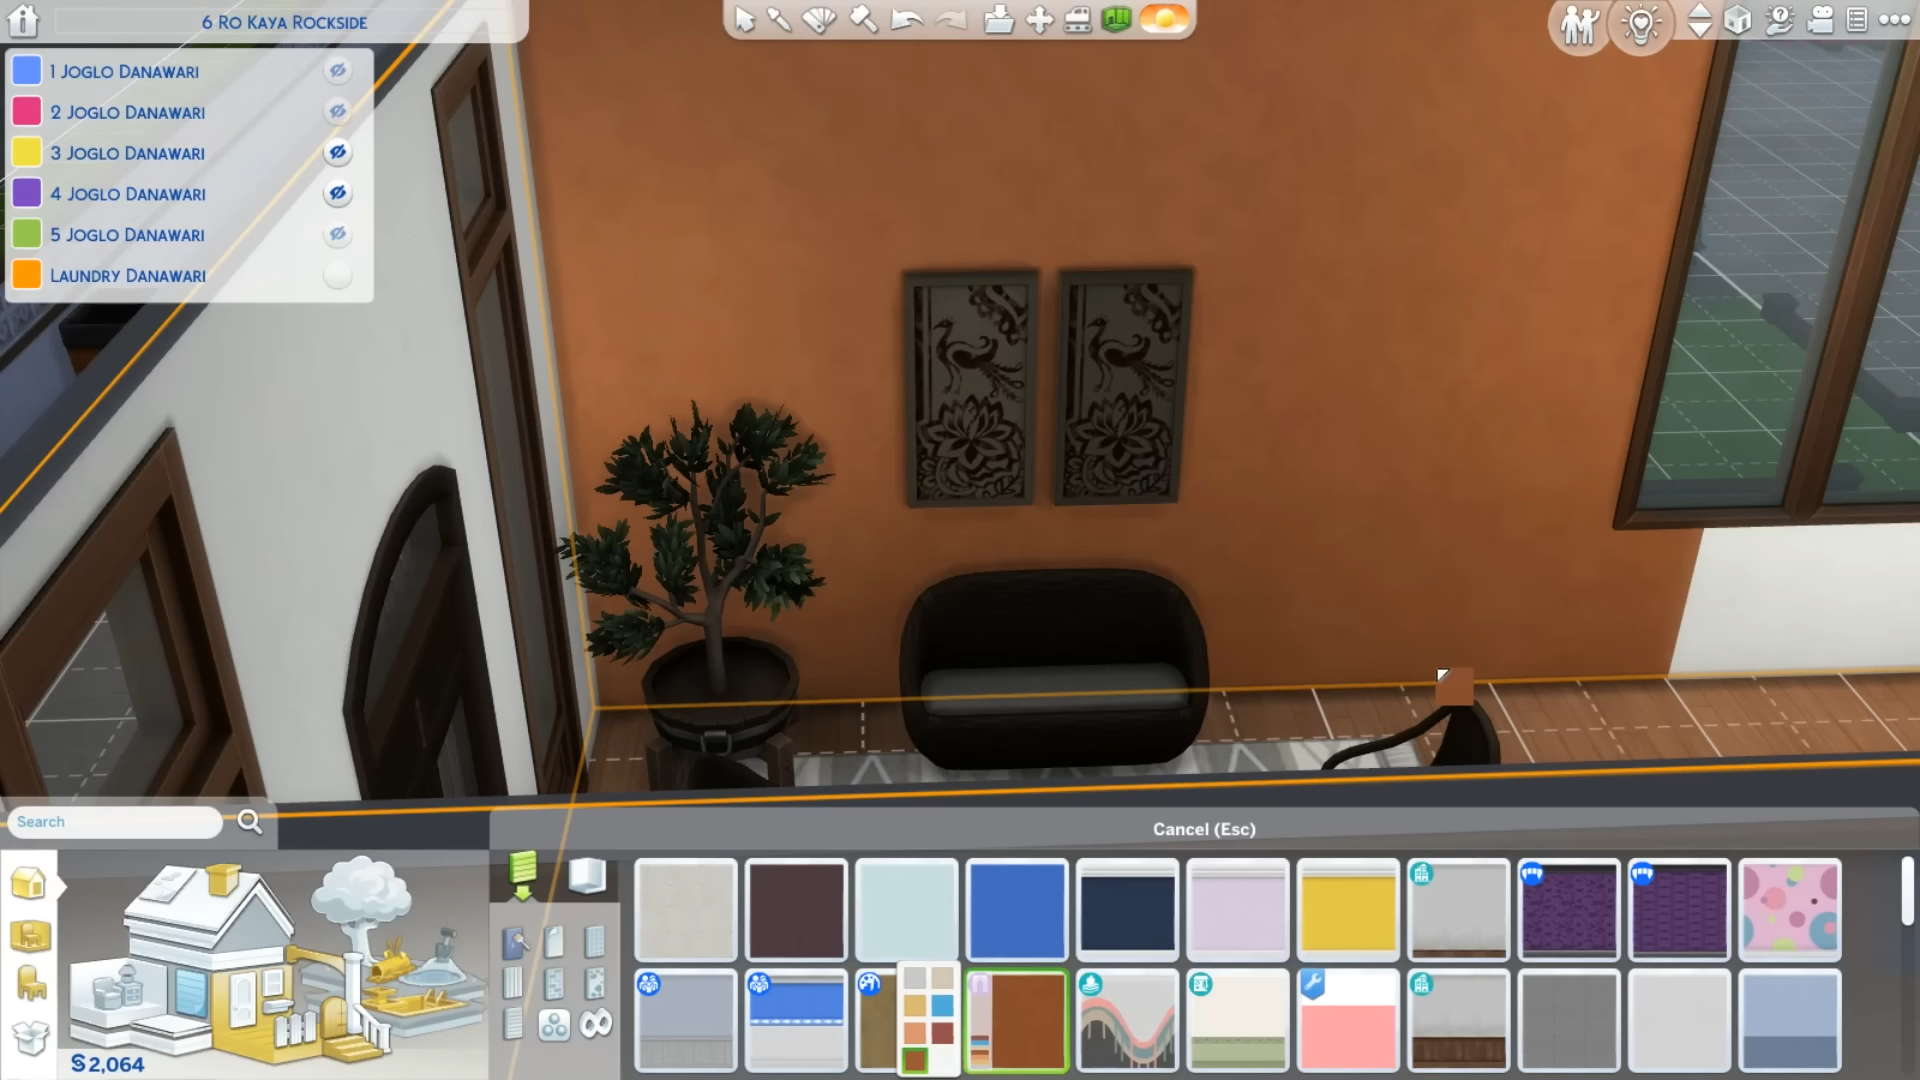 6 Ro Kaya Rockside
1 Joglo Danawari
2 Joglo Danawari
3 Joglo Danawari
4 Joglo Danawari
5 Joglo Danawari
Laundry Danawari
Search
Cancel (Esc)
§2,064